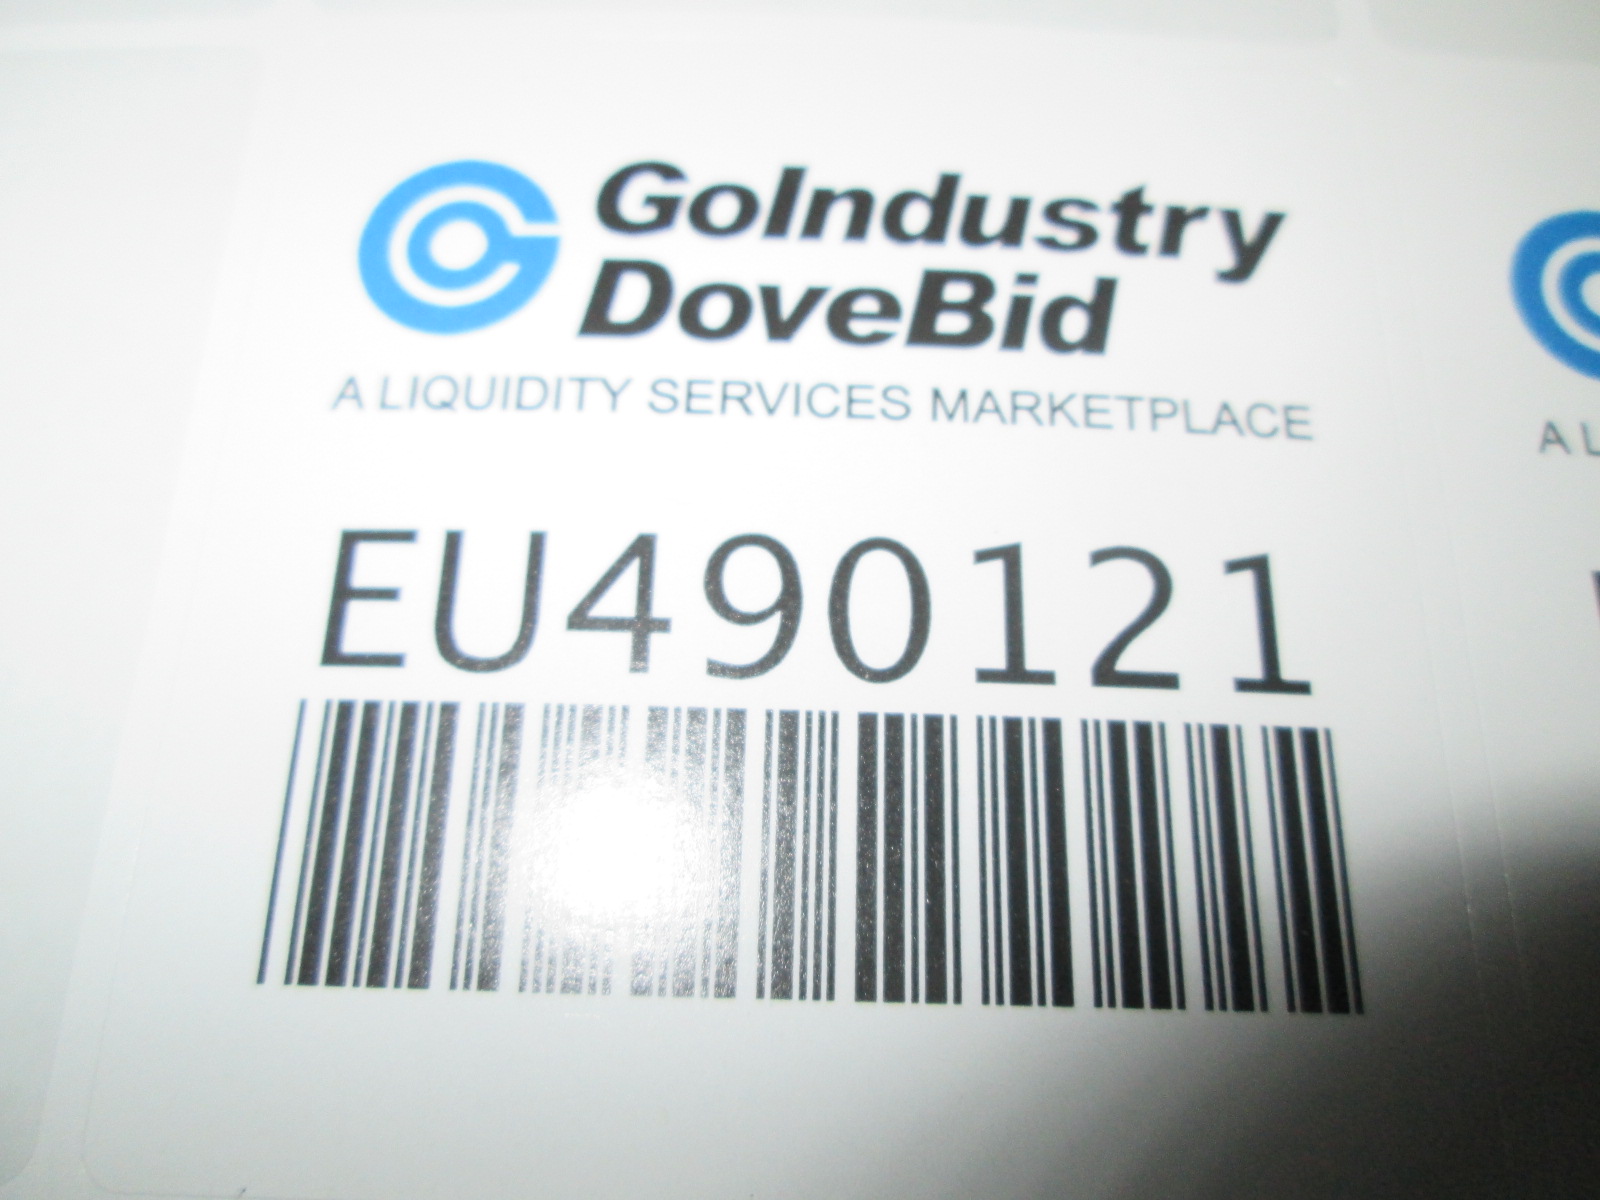 GoIndustry
DoveBid
A LIQUIDITY SERVICES MARKETPLACE
EU490121
A L